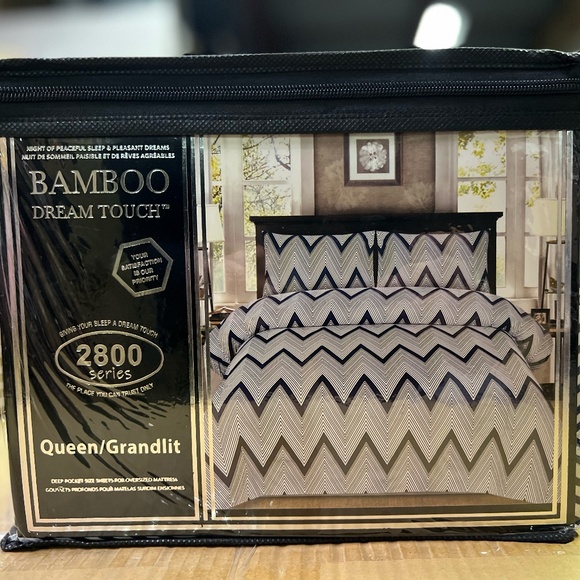 NIGHT OF PEACEFUL SLEEP & PLEASANT DREAMS
NUIT DE SOMMEIL PAISIBLE ET DE RÊVES AGRÉABLES
BAMBOO
DREAM TOUCH™
YOUR
SATISFACTION
IS OUR
PRIORITY
GIVING YOUR SLEEP A DREAM TOUCH
2800
series
THE PLACE YOU CAN TRUST ONLY
Queen/Grandlit
DEEP POCKET SIZE SHEETS FOR OVERSIZED MATTRESS
PROFONDS POUR MATELAS SURDIMENSIONNES